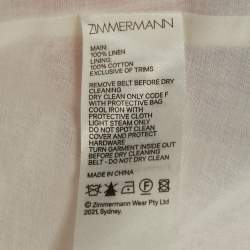 ZIMMERMANN
MAIN:
100% LINEN
LINING:
100% COTTON
EXCLUSIVE OF TRIMS
REMOVE BELT BEFORE DRY
CLEANING
DRY CLEAN ONLY CODE F
WITH PROTECTIVE BAG
COOL IRON WITH
PROTECTIVE CLOTH
LIGHT STEAM ONLY
DO NOT SPOT CLEAN
COVER AND PROTECT
HARDWARE
TURN GARMENT INSIDE
OUT BEFORE DRY CLEANING
BELT - DO NOT DRY CLEAN
MADE IN CHINA
F
© Zimmermann Wear Pty Ltd
2021, Sydney.